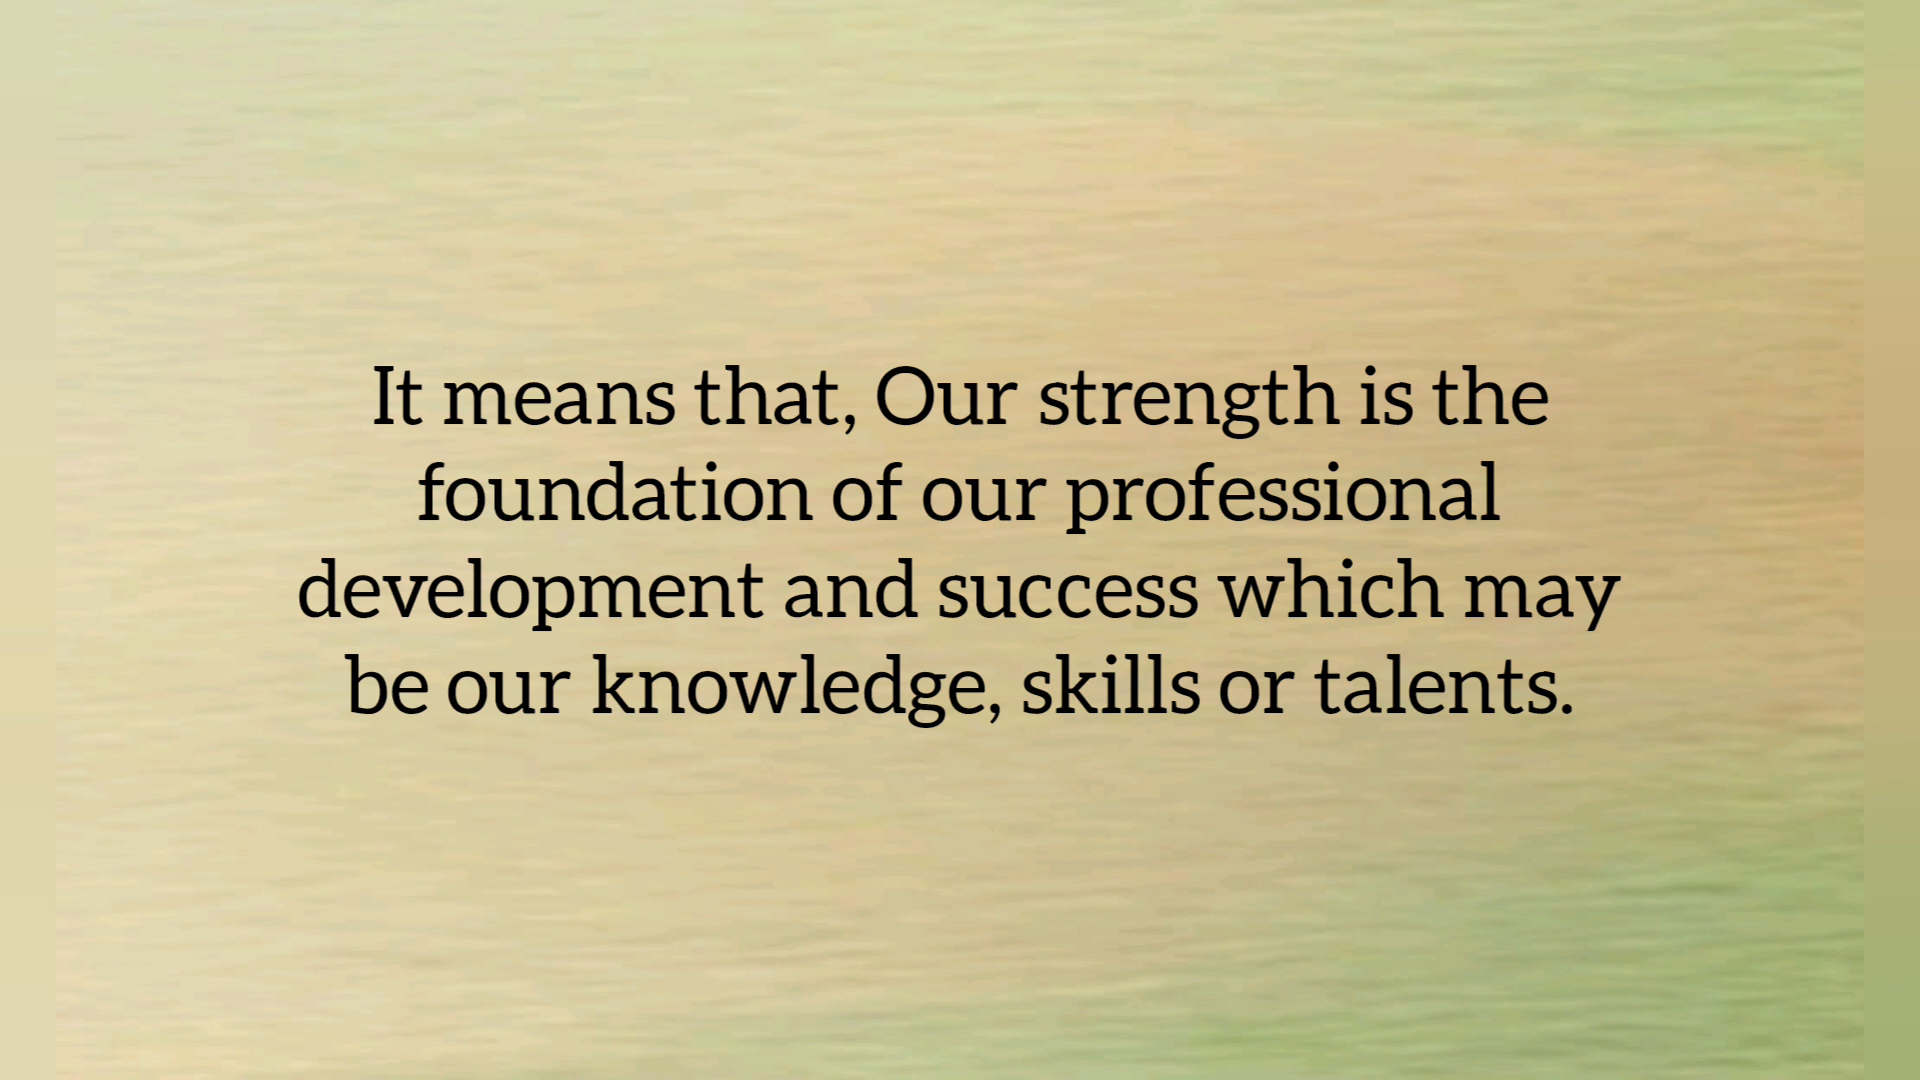 It means that, Our strength is the
foundation of our professional
development and success which may
be our knowledge, skills or talents.